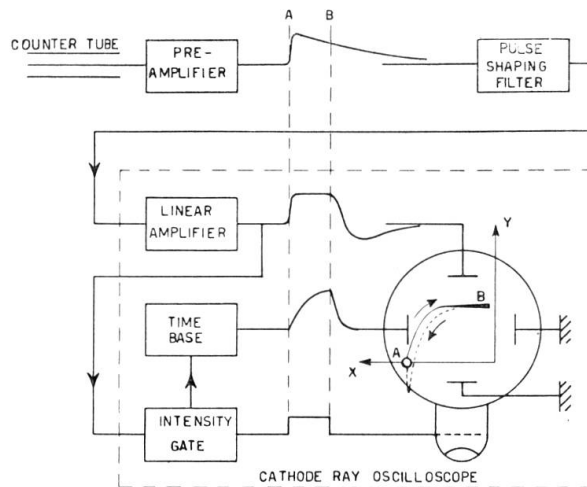 A B
COUNTER TUBE
PRE-
AMPLIFIER
PULSE
SHAPING
FILTER
LINEAR
AMPLIFIER
Y
B
TIME
BASE
A
X
INTENSITY
GATE
CATHODE RAY OSCILLOSCOPE